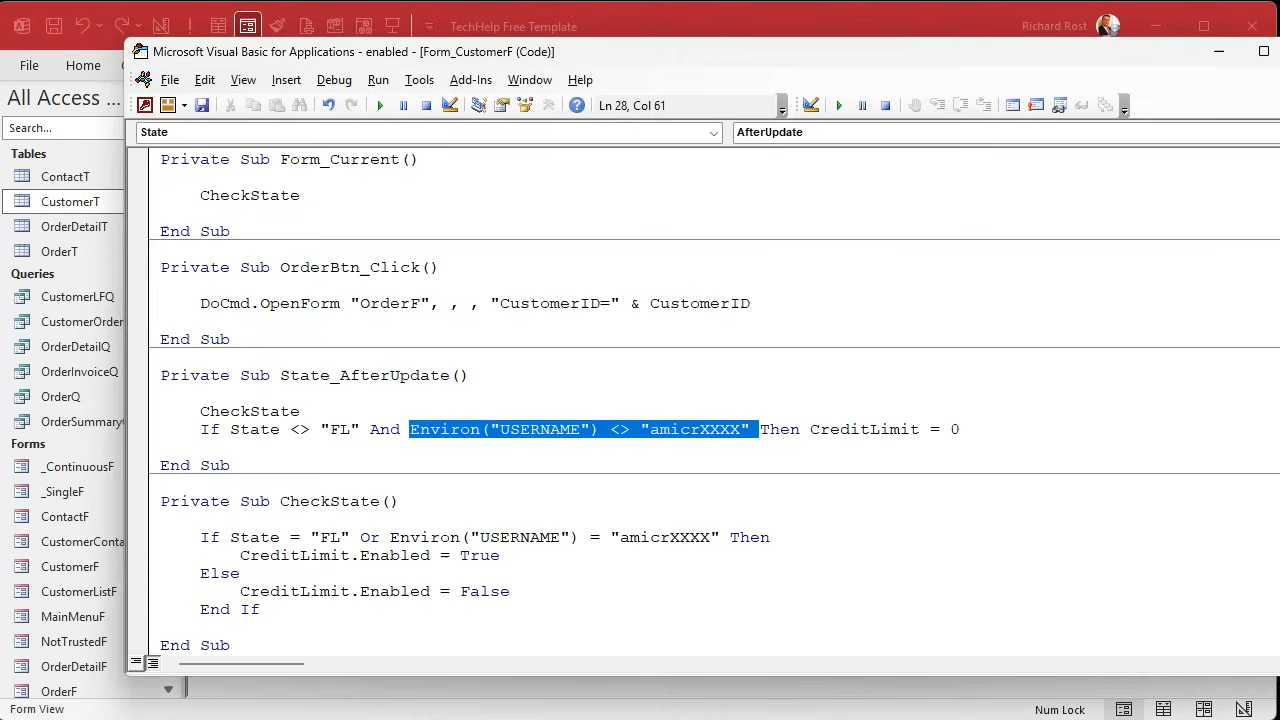 TechHelp Free Template
Richard Rost
File
Home
All Access ...
Search...
Tables
ContactT
CustomerT
OrderDetailT
OrderT
Queries
CustomerLFQ
CustomerOrder
OrderDetailQ
OrderInvoiceQ
OrderQ
OrderSummary
Forms
_ContinuousF
_SingleF
ContactF
CustomerConta
CustomerF
CustomerListF
MainMenuF
NotTrustedF
OrderDetailF
OrderF
Form View
Num Lock
Microsoft Visual Basic for Applications - enabled - [Form_CustomerF (Code)]
File Edit View Insert Debug Run Tools Add-Ins Window Help
Ln 28, Col 61
State
AfterUpdate
Private Sub Form_Current()
CheckState
End Sub
Private Sub OrderBtn_Click()
DoCmd.OpenForm "OrderF", , , "CustomerID=" & CustomerID
End Sub
Private Sub State_AfterUpdate()
CheckState
If State <> "FL" And Environ("USERNAME") <> "amicrXXXX" Then CreditLimit = 0
End Sub
Private Sub CheckState()
If State = "FL" Or Environ("USERNAME") = "amicrXXXX" Then
CreditLimit.Enabled = True
Else
CreditLimit.Enabled = False
End If
End Sub